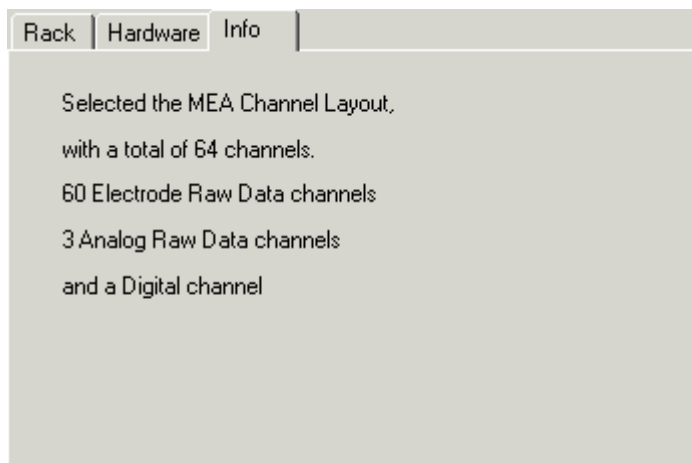 Rack Hardware Info
Selected the MEA Channel Layout,
with a total of 64 channels.
60 Electrode Raw Data channels
3 Analog Raw Data channels
and a Digital channel